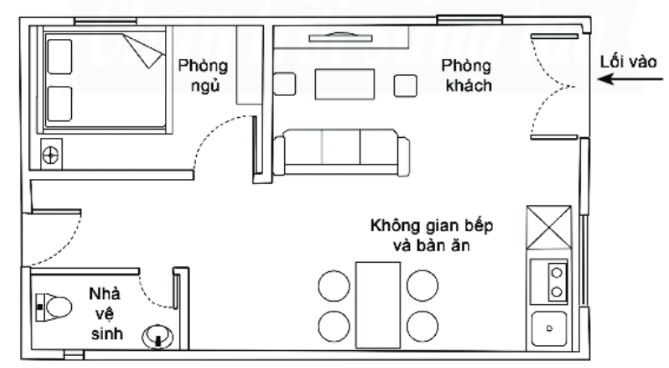 Phòng
ngủ
Phòng
khách
Lối vào
Không gian bếp
và bàn ăn
Nhà
vệ
sinh